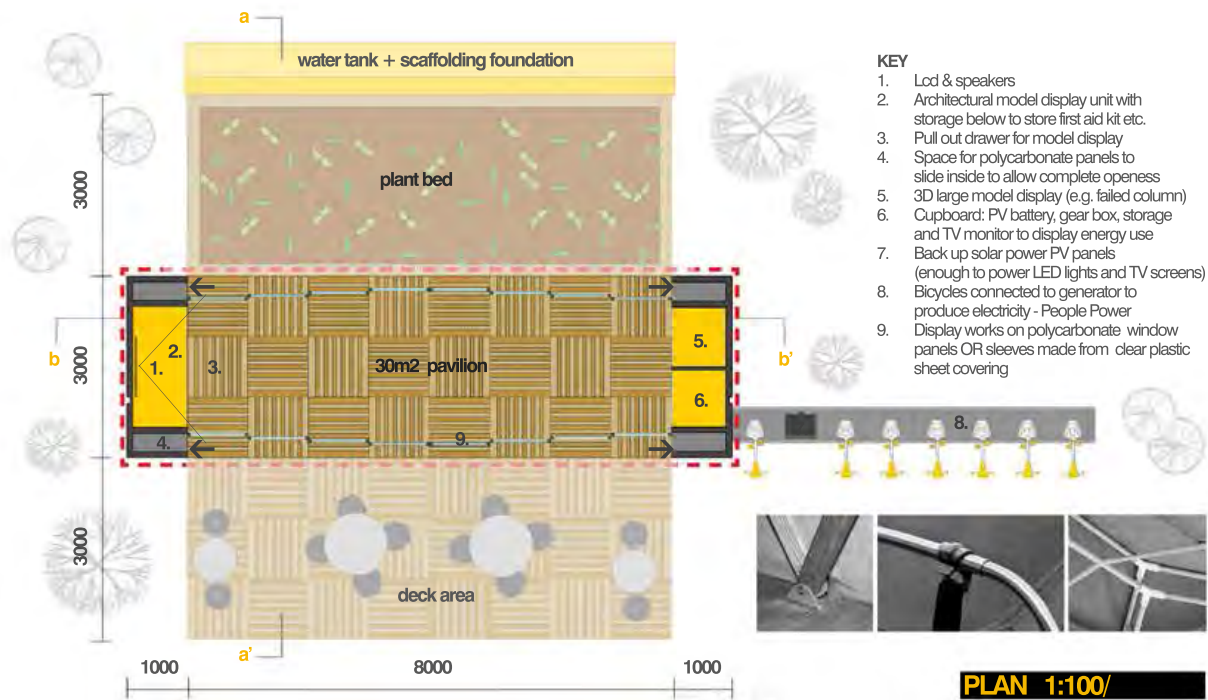 a
water tank + scaffolding foundation
plant bed
3000
3000
3000
b
b'
1.
2.
3.
4.
30m2 pavilion
5.
6.
9.
8.
deck area
a'
1000
8000
1000
KEY
1. Lcd & speakers
2. Architectural model display unit with
storage below to store first aid kit etc.
3. Pull out drawer for model display
4. Space for polycarbonate panels to
slide inside to allow complete openess
5. 3D large model display (e.g. failed column)
6. Cupboard: PV battery, gear box, storage
and TV monitor to display energy use
7. Back up solar power PV panels
(enough to power LED lights and TV screens)
8. Bicycles connected to generator to
produce electricity - People Power
9. Display works on polycarbonate window
panels OR sleeves made from clear plastic
sheet covering
PLAN 1:100/